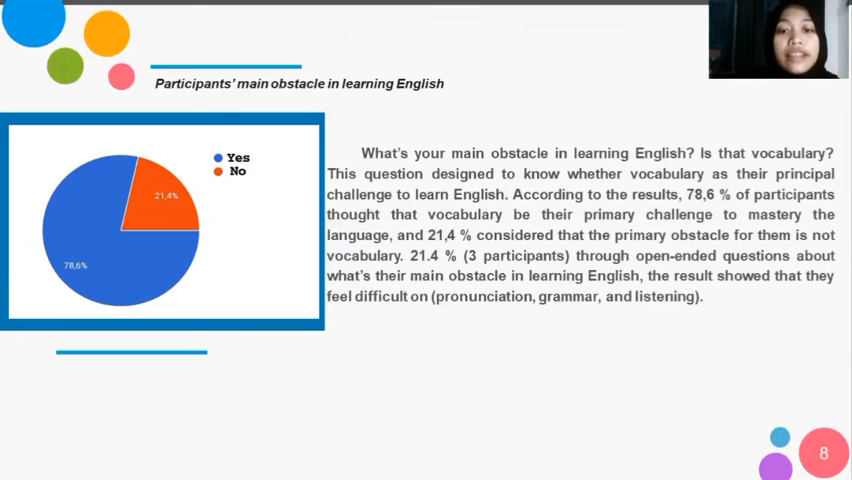 Participants' main obstacle in learning English
Yes
No
21,4%
78,6%
What's your main obstacle in learning English? Is that vocabulary?
This question designed to know whether vocabulary as their principal
challenge to learn English. According to the results, 78,6 % of participants
thought that vocabulary be their primary challenge to mastery the
language, and 21,4 % considered that the primary obstacle for them is not
vocabulary. 21.4 % (3 participants) through open-ended questions about
what's their main obstacle in learning English, the result showed that they
feel difficult on (pronunciation, grammar, and listening).
8